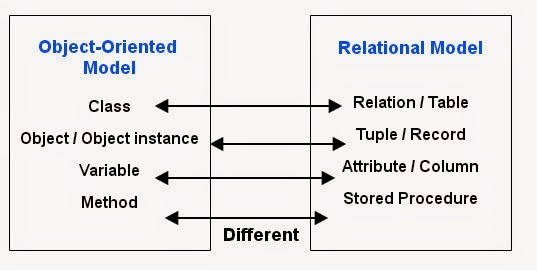 Object-Oriented
Model
Class
Object / Object instance
Variable
Method
Different
Relational Model
Relation / Table
Tuple / Record
Attribute / Column
Stored Procedure